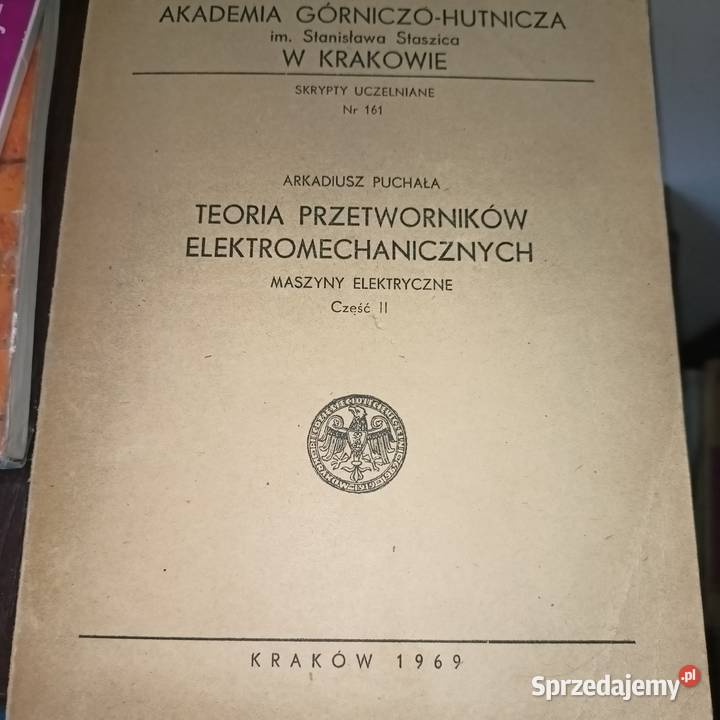 AKADEMIA GÓRNICZO-HUTNICZA
im. Stanisława Staszica
W KRAKOWIE
SKRYPTY UCZELNIANE
Nr 161
ARKADIUSZ PUCHAŁA
TEORIA PRZETWORNIKÓW
ELEKTROMECHANICZNYCH
MASZYNY ELEKTRYCZNE
Część II
KRAKÓW 1969
Sprzedajemy.pl